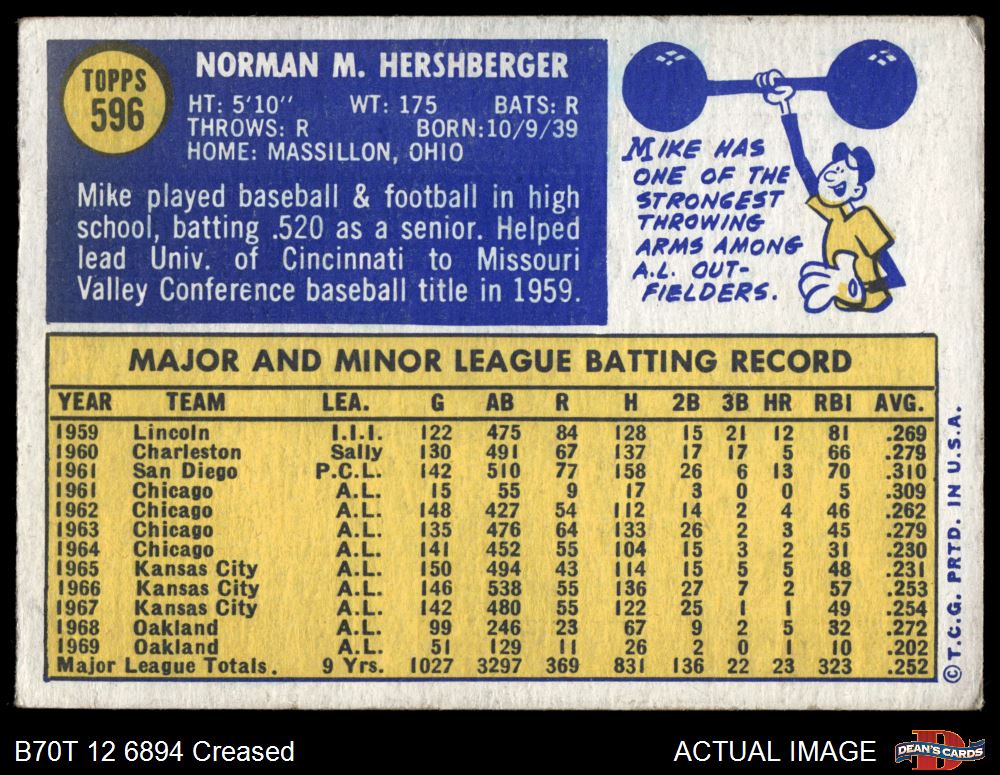 TOPPS
596
NORMAN M. HERSHBERGER
HT: 5'10" WT: 175 BATS: R
THROWS: R BORN:10/9/39
HOME: MASSILLON, OHIO
Mike played baseball & football in high
school, batting .520 as a senior. Helped
lead Univ. of Cincinnati to Missouri
Valley Conference baseball title in 1959.
MIKE HAS
ONE OF THE
STRONGEST
THROWING
ARMS AMONG
A.L. OUT-
FIELDERS.
MAJOR AND MINOR LEAGUE BATTING RECORD
YEAR TEAM LEA. G AB R H 2B 3B HR RBI AVG.
1959 Lincoln I.I.I. 122 475 84 128 15 21 12 81 .269
1960 Charleston Sally 130 491 67 137 17 17 5 66 .279
1961 San Diego P.C.L. 142 510 77 158 26 6 13 70 .310
1961 Chicago A.L. 15 55 9 17 3 0 0 5 .309
1962 Chicago A.L. 148 427 54 112 14 2 4 46 .262
1963 Chicago A.L. 135 476 64 133 26 2 3 45 .279
1964 Chicago A.L. 141 452 55 104 15 3 2 31 .230
1965 Kansas City A.L. 150 494 43 114 15 5 5 48 .231
1966 Kansas City A.L. 146 538 55 136 27 7 2 57 .253
1967 Kansas City A.L. 142 480 55 122 25 1 1 49 .254
1968 Oakland A.L. 99 246 23 67 9 2 5 32 .272
1969 Oakland A.L. 51 129 11 26 2 0 1 10 .202
Major League Totals. 9 Yrs. 1027 3297 369 831 136 22 23 323 .252
© T.C.G. PRTD. IN U.S.A.
B70T 12 6894 Creased
ACTUAL IMAGE
D
DEAN'S CARDS